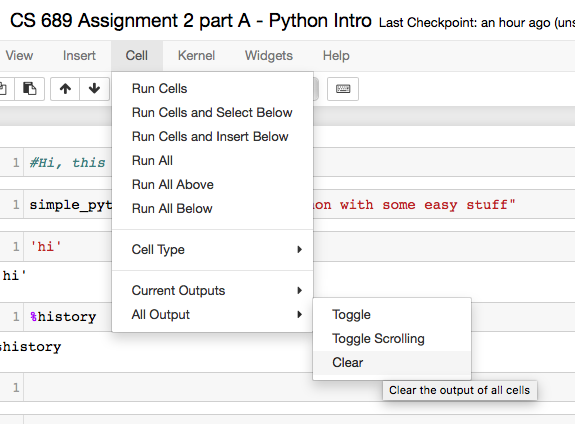 CS 689 Assignment 2 part A - Python Intro Last Checkpoint: an hour ago (uns
View Insert Cell Kernel Widgets Help
Run Cells
Run Cells and Select Below
Run Cells and Insert Below
Run All
Run All Above
Run All Below
Cell Type
Current Outputs
All Output
Toggle
Toggle Scrolling
Clear
Clear the output of all cells
1 #Hi, this
1 simple_pyt on with some easy stuff"
1 'hi'
hi'
1 %history
history
1